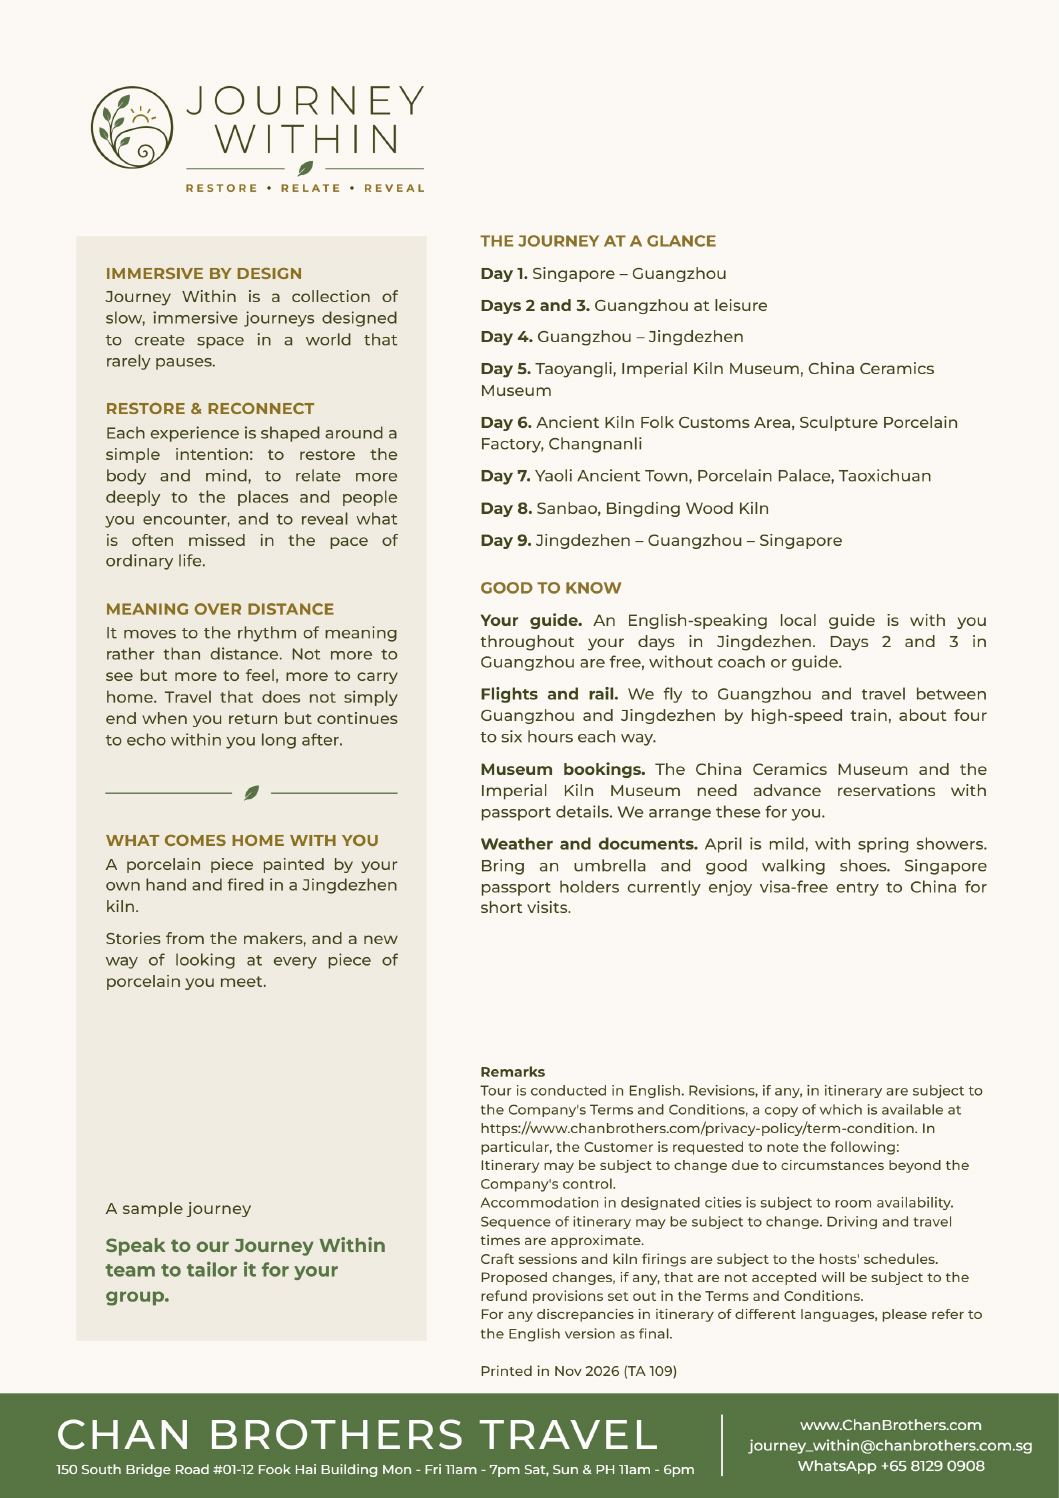 JOURNEY
WITHIN
RESTORE • RELATE • REVEAL
IMMERSIVE BY DESIGN
Journey Within is a collection of
slow, immersive journeys designed
to create space in a world that
rarely pauses.
RESTORE & RECONNECT
Each experience is shaped around a
simple intention: to restore the
body and mind, to relate more
deeply to the places and people
you encounter, and to reveal what
is often missed in the pace of
ordinary life.
MEANING OVER DISTANCE
It moves to the rhythm of meaning
rather than distance. Not more to
see but more to feel, more to carry
home. Travel that does not simply
end when you return but continues
to echo within you long after.
WHAT COMES HOME WITH YOU
A porcelain piece painted by your
own hand and fired in a Jingdezhen
kiln.
Stories from the makers, and a new
way of looking at every piece of
porcelain you meet.
A sample journey
Speak to our Journey Within
team to tailor it for your
group.
THE JOURNEY AT A GLANCE
Day 1. Singapore – Guangzhou
Days 2 and 3. Guangzhou at leisure
Day 4. Guangzhou – Jingdezhen
Day 5. Taoyangli, Imperial Kiln Museum, China Ceramics
Museum
Day 6. Ancient Kiln Folk Customs Area, Sculpture Porcelain
Factory, Changnanli
Day 7. Yaoli Ancient Town, Porcelain Palace, Taoxichuan
Day 8. Sanbao, Bingding Wood Kiln
Day 9. Jingdezhen – Guangzhou – Singapore
GOOD TO KNOW
Your guide. An English-speaking local guide is with you
throughout your days in Jingdezhen. Days 2 and 3 in
Guangzhou are free, without coach or guide.
Flights and rail. We fly to Guangzhou and travel between
Guangzhou and Jingdezhen by high-speed train, about four
to six hours each way.
Museum bookings. The China Ceramics Museum and the
Imperial Kiln Museum need advance reservations with
passport details. We arrange these for you.
Weather and documents. April is mild, with spring showers.
Bring an umbrella and good walking shoes. Singapore
passport holders currently enjoy visa-free entry to China for
short visits.
Remarks
Tour is conducted in English. Revisions, if any, in itinerary are subject to
the Company's Terms and Conditions, a copy of which is available at
https://www.chanbrothers.com/privacy-policy/term-condition. In
particular, the Customer is requested to note the following:
Itinerary may be subject to change due to circumstances beyond the
Company's control.
Accommodation in designated cities is subject to room availability.
Sequence of itinerary may be subject to change. Driving and travel
times are approximate.
Craft sessions and kiln firings are subject to the hosts' schedules.
Proposed changes, if any, that are not accepted will be subject to the
refund provisions set out in the Terms and Conditions.
For any discrepancies in itinerary of different languages, please refer to
the English version as final.
Printed in Nov 2026 (TA 109)
CHAN BROTHERS TRAVEL
150 South Bridge Road #01-12 Fook Hai Building Mon - Fri 11am - 7pm Sat, Sun & PH 11am - 6pm
www.ChanBrothers.com
journey_within@chanbrothers.com.sg
WhatsApp +65 8129 0908